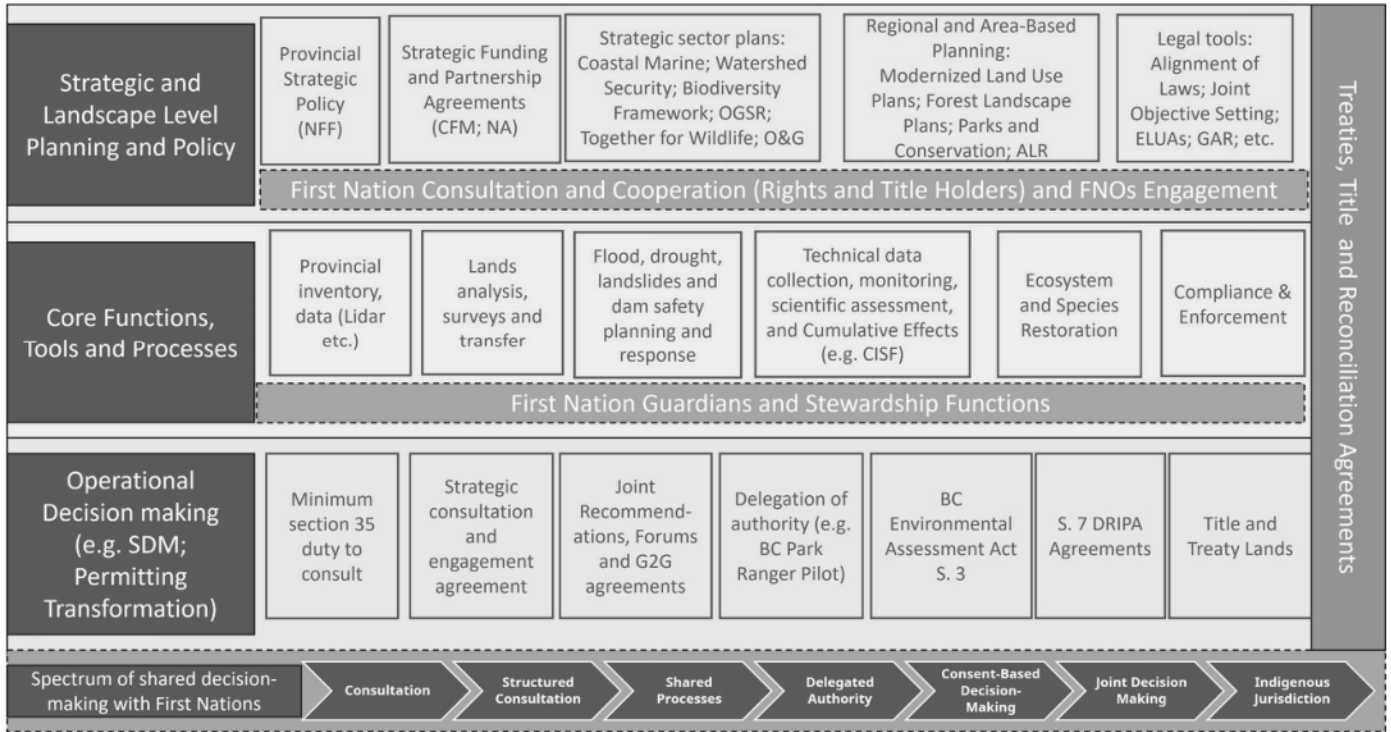 Strategic and
Landscape Level
Planning and Policy
Provincial
Strategic
Policy
(NFF)
Strategic Funding
and Partnership
Agreements
(CFM; NA)
Strategic sector plans:
Coastal Marine; Watershed
Security; Biodiversity
Framework; OGSR;
Together for Wildlife; O&G
Regional and Area-Based
Planning:
Modernized Land Use
Plans; Forest Landscape
Plans; Parks and
Conservation; ALR
Legal tools:
Alignment of
Laws; Joint
Objective Setting;
ELUAs; GAR; etc.
First Nation Consultation and Cooperation (Rights and Title Holders) and FNOs Engagement
Core Functions,
Tools and Processes
Provincial
inventory,
data (Lidar
etc.)
Lands
analysis,
surveys and
transfer
Flood, drought,
landslides and
dam safety
planning and
response
Technical data
collection, monitoring,
scientific assessment,
and Cumulative Effects
(e.g. CISF)
Ecosystem
and Species
Restoration
Compliance &
Enforcement
First Nation Guardians and Stewardship Functions
Operational
Decision making
(e.g. SDM;
Permitting
Transformation)
Minimum
section 35
duty to
consult
Strategic
consultation
and
engagement
agreement
Joint
Recommend-
ations, Forums
and G2G
agreements
Delegation of
authority (e.g.
BC Park
Ranger Pilot)
BC
Environmental
Assessment Act
S. 3
S. 7 DRIPA
Agreements
Title and
Treaty Lands
Treaties, Title and Reconciliation Agreements
Spectrum of shared decision-
making with First Nations
Consultation
Structured
Consultation
Shared
Processes
Delegated
Authority
Consent-Based
Decision-
Making
Joint Decision
Making
Indigenous
Jurisdiction